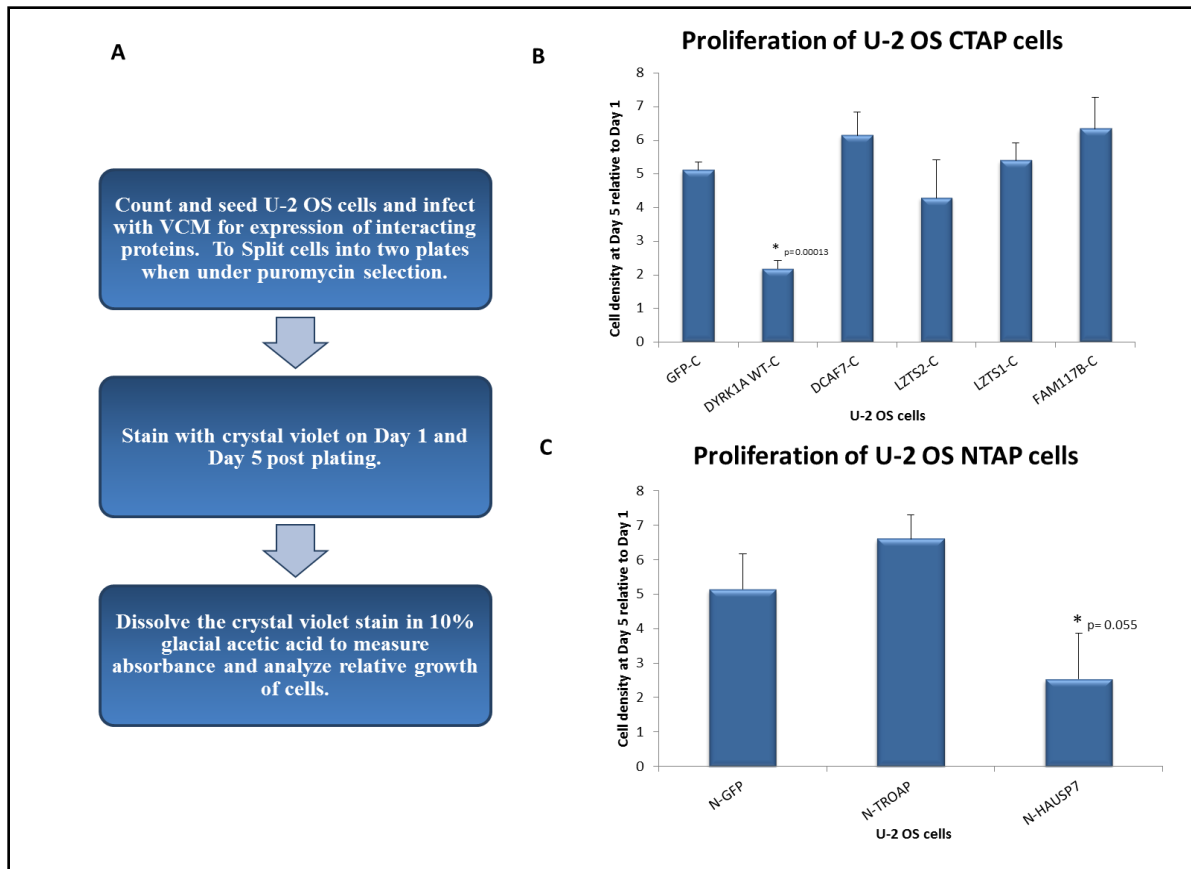 A
Count and seed U-2 OS cells and infect
with VCM for expression of interacting
proteins.  To Split cells into two plates
when under puromycin selection.
Stain with crystal violet on Day 1 and
Day 5 post plating.
Dissolve the crystal violet stain in 10%
glacial acetic acid to measure
absorbance and analyze relative growth
of cells.
B
Proliferation of U-2 OS CTAP cells
Cell density at Day 5 relative to Day 1
8
7
6
5
4
3
2
1
0
* p=0.00013
GFP-C
DYRK1A WT-C
DCAF7-C
LZTS2-C
LZTS1-C
FAM117B-C
U-2 OS cells
C
Proliferation of U-2 OS NTAP cells
Cell density at Day 5 relative to Day 1
8
7
6
5
4
3
2
1
0
* p= 0.055
N-GFP
N-TROAP
N-HAUSP7
U-2 OS cells